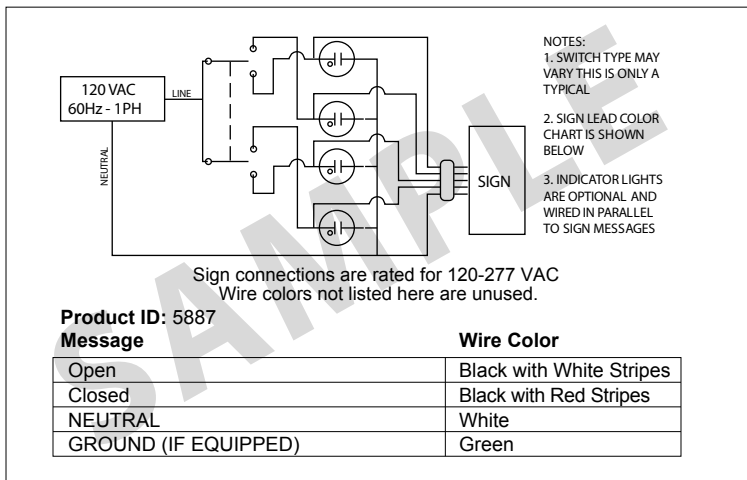 NOTES:
1. SWITCH TYPE MAY
VARY THIS IS ONLY A
TYPICAL
2. SIGN LEAD COLOR
CHART IS SHOWN
BELOW
3. INDICATOR LIGHTS
ARE OPTIONAL AND
WIRED IN PARALLEL
TO SIGN MESSAGES
120 VAC
60Hz - 1PH
LINE
NEUTRAL
SIGN
SAMPLE
Sign connections are rated for 120-277 VAC
Wire colors not listed here are unused.
Product ID: 5887
Message Wire Color
Open Black with White Stripes
Closed Black with Red Stripes
NEUTRAL White
GROUND (IF EQUIPPED) Green